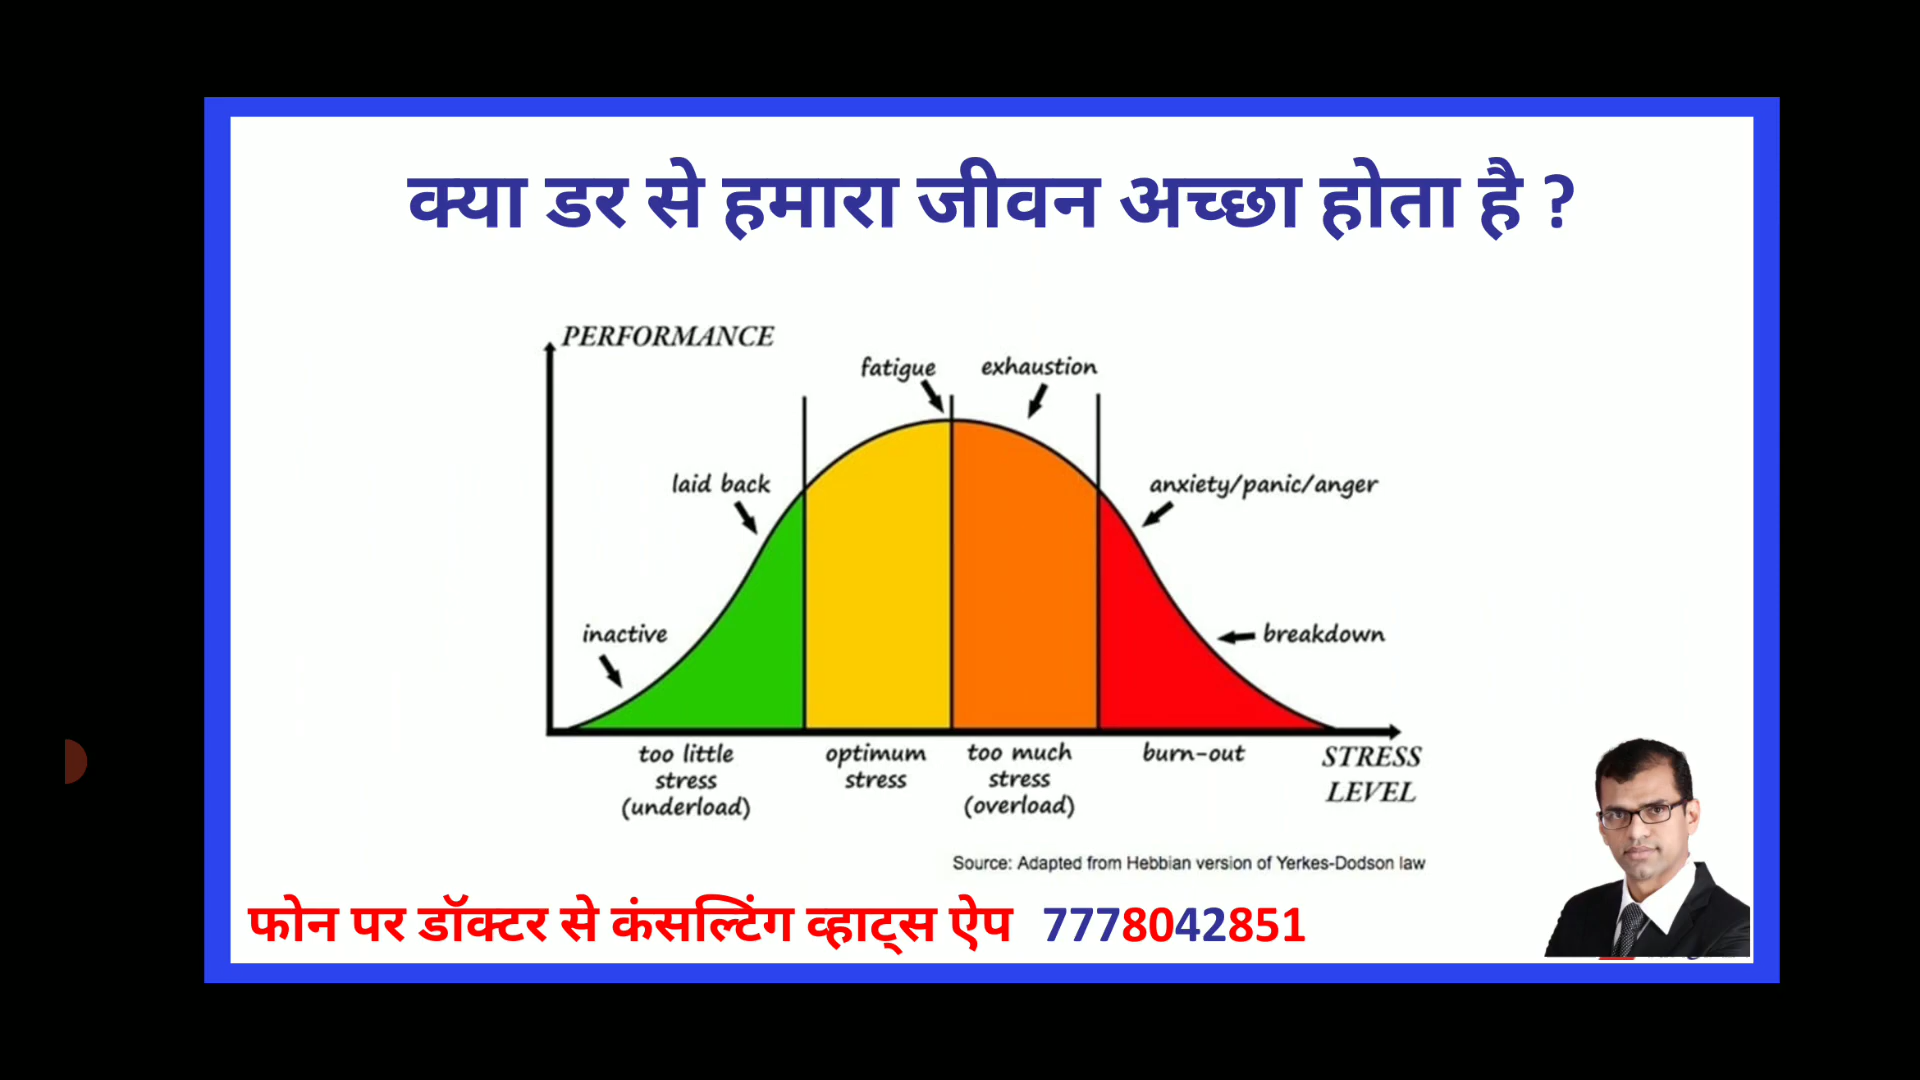 क्या डर से हमारा जीवन अच्छा होता है ?
PERFORMANCE
fatigue
exhaustion
laid back
anxiety/panic/anger
inactive
breakdown
too little
stress
(underload)
optimum
stress
too much
stress
(overload)
burn-out
STRESS
LEVEL
Source: Adapted from Hebbian version of Yerkes-Dodson law
फोन पर डॉक्टर से कंसल्टिंग व्हाट्स ऐप 7778042851